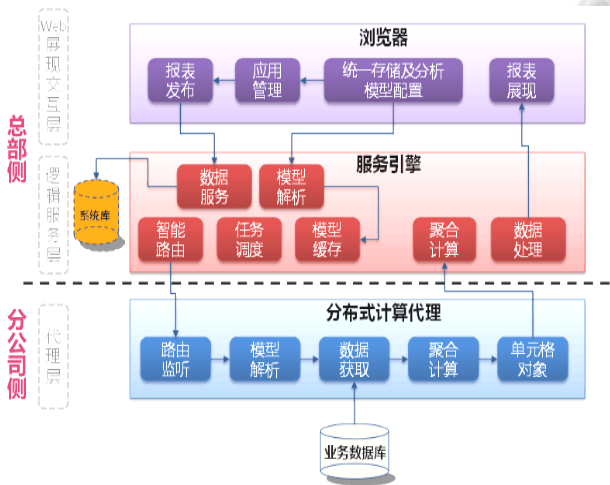 总部侧
分公司侧
Web展现交互层
逻辑服务层
代理层
浏览器
报表
发布
应用
管理
统一存储及分析
模型配置
报表
展现
服务引擎
数据
服务
模型
解析
系统库
智能
路由
任务
调度
模型
缓存
聚合
计算
数据
处理
分布式计算代理
路由
监听
模型
解析
数据
获取
聚合
计算
单元格
对象
业务数据库